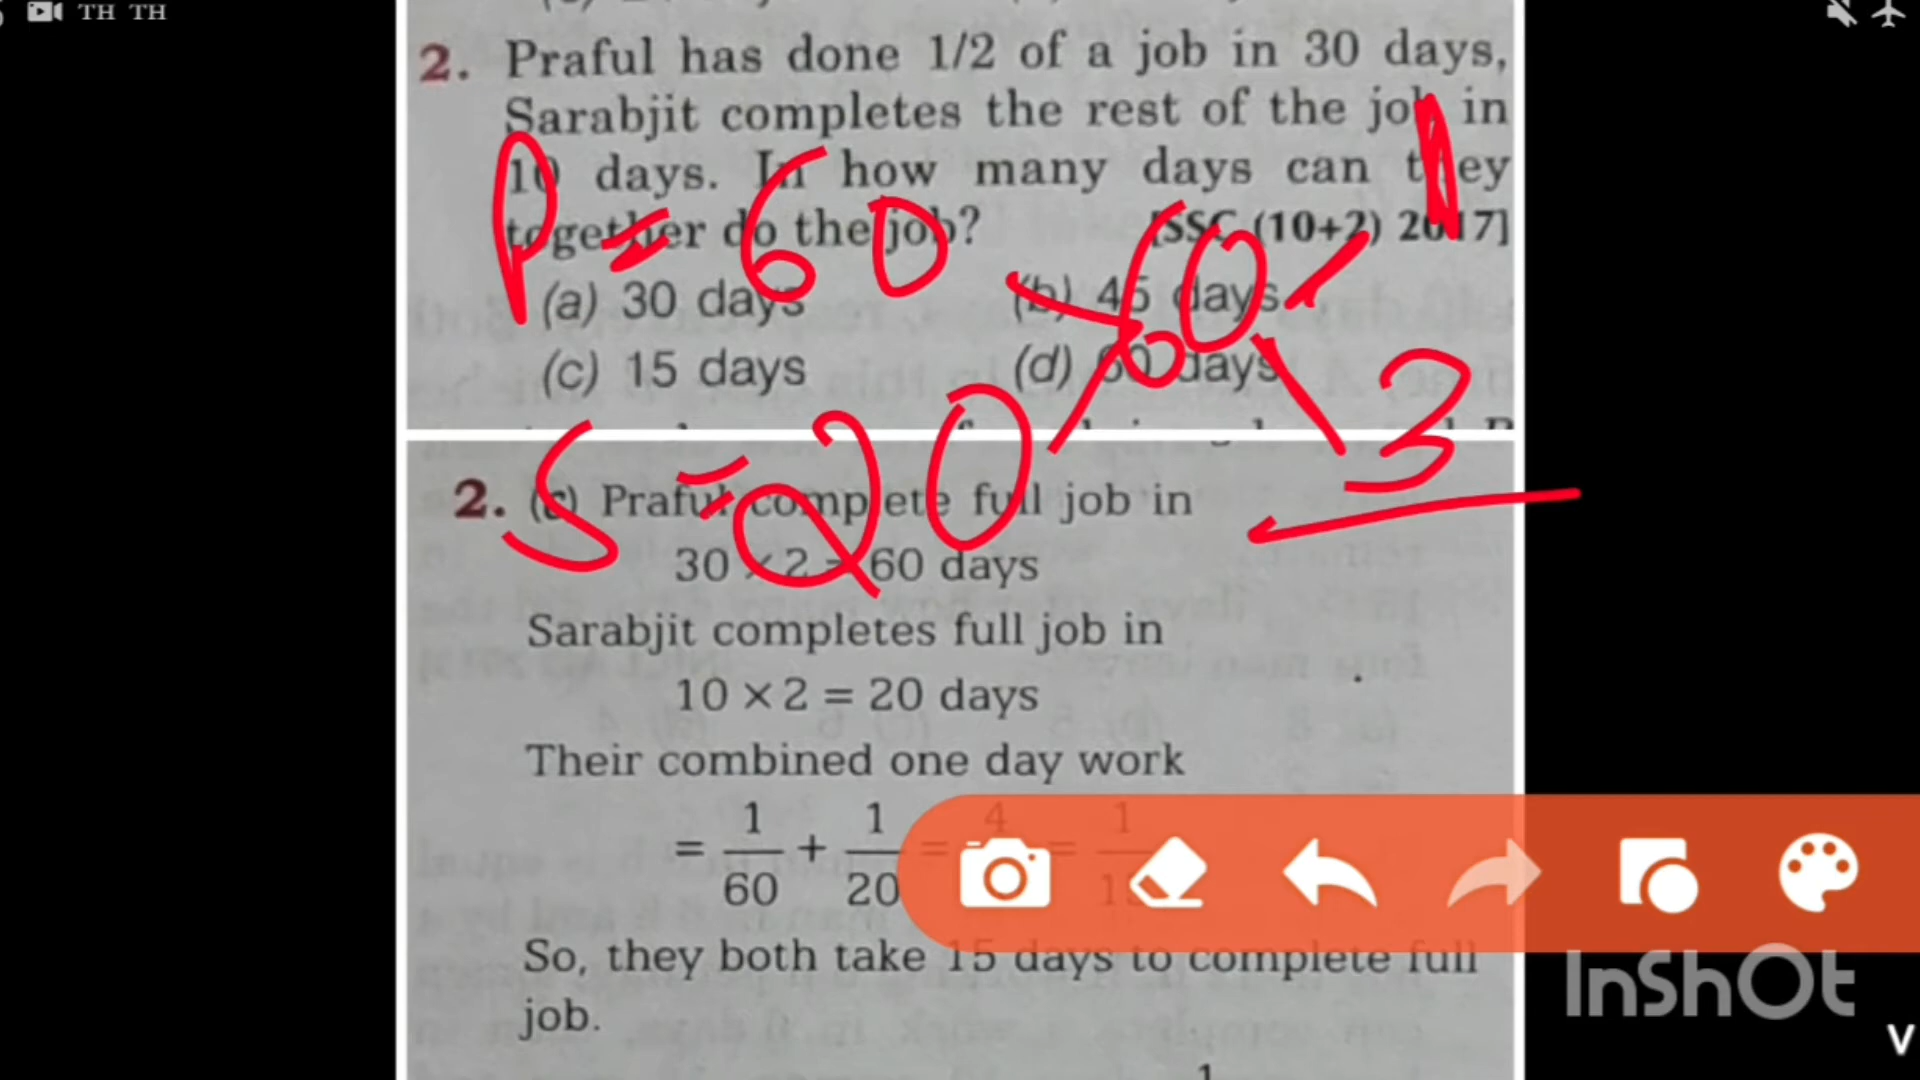 TH TH
2. Praful has done 1/2 of a job in 30 days,
Sarabjit completes the rest of the job in
10 days. In how many days can they
together do the job? [SSC (10+2) 2017]
(a) 30 days (b) 45 days
(c) 15 days (d) 60 days
P = 60
60
1
3
S = 20
2. (c) Praful complete full job in
30 × 2 = 60 days
Sarabjit completes full job in
10 × 2 = 20 days
Their combined one day work
= 1/60 + 1/20 = 4 = 1
So, they both take 15 days to complete full
job.
1
InShOt
V